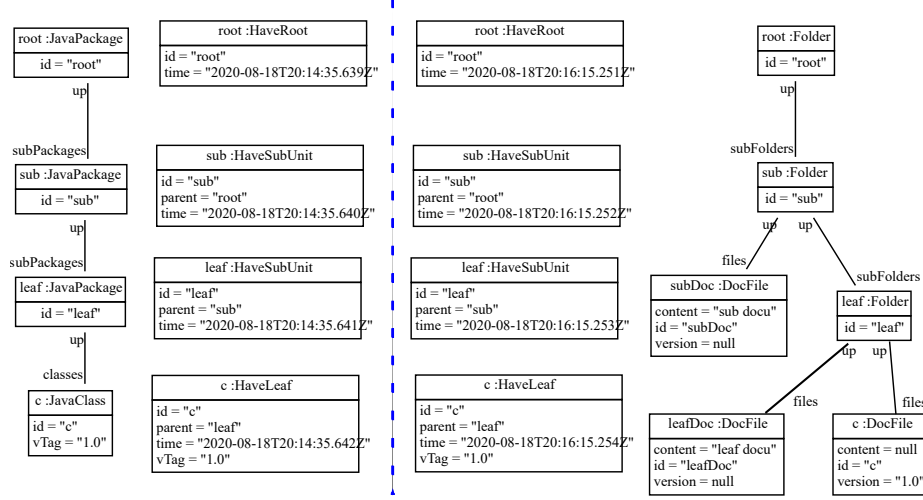 root :JavaPackage
id = "root"
up
subPackages
sub :JavaPackage
id = "sub"
up
subPackages
leaf :JavaPackage
id = "leaf"
up
classes
c :JavaClass
id = "c"
vTag = "1.0"
root :HaveRoot
id = "root"
time = "2020-08-18T20:14:35.639Z"
sub :HaveSubUnit
id = "sub"
parent = "root"
time = "2020-08-18T20:14:35.640Z"
leaf :HaveSubUnit
id = "leaf"
parent = "sub"
time = "2020-08-18T20:14:35.641Z"
c :HaveLeaf
id = "c"
parent = "leaf"
time = "2020-08-18T20:14:35.642Z"
vTag = "1.0"
root :HaveRoot
id = "root"
time = "2020-08-18T20:16:15.251Z"
sub :HaveSubUnit
id = "sub"
parent = "root"
time = "2020-08-18T20:16:15.252Z"
leaf :HaveSubUnit
id = "leaf"
parent = "sub"
time = "2020-08-18T20:16:15.253Z"
c :HaveLeaf
id = "c"
parent = "leaf"
time = "2020-08-18T20:16:15.254Z"
vTag = "1.0"
root :Folder
id = "root"
up
subFolders
sub :Folder
id = "sub"
up up
files
subFolders
subDoc :DocFile
content = "sub docu"
id = "subDoc"
version = null
leaf :Folder
id = "leaf"
up up
files
files
leafDoc :DocFile
content = "leaf docu"
id = "leafDoc"
version = null
c :DocFile
content = null
id = "c"
version = "1.0"